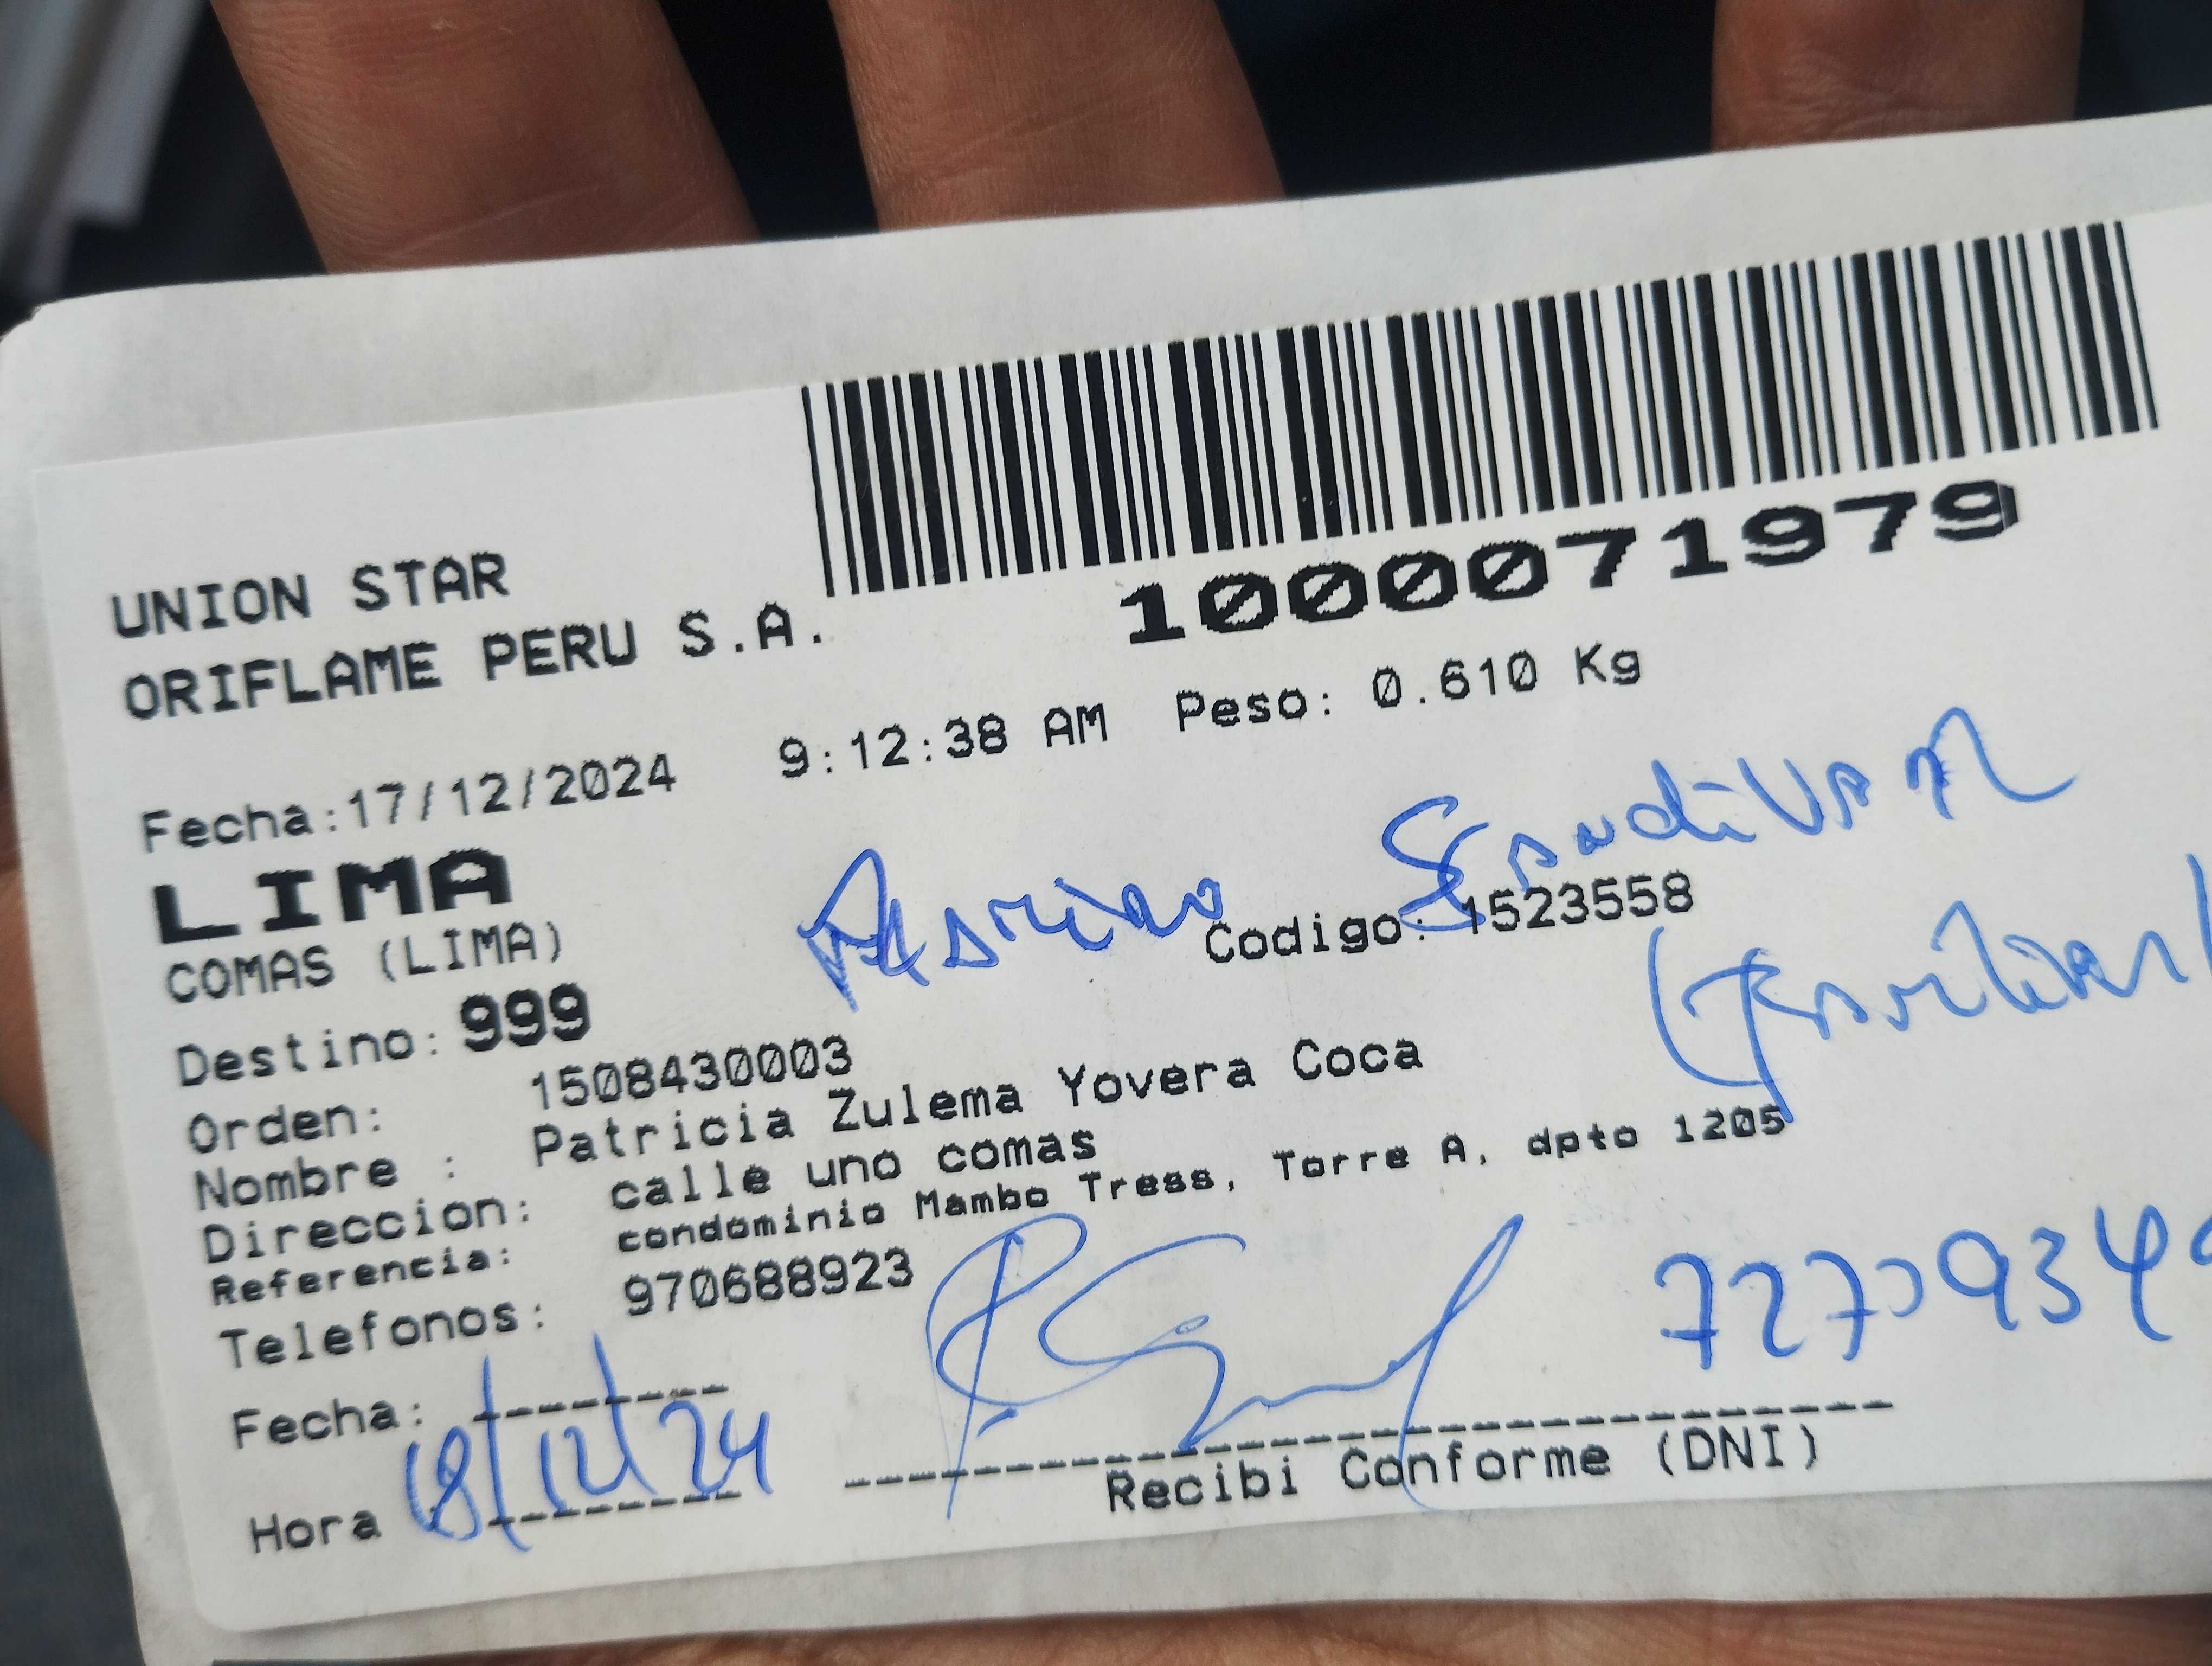 UNION STAR
ORIFLAME PERU S.A.
1000071979
Fecha:17/12/2024 9:12:38 AM Peso: 0.610 Kg
LIMA
COMAS (LIMA)
Codigo: 1523558
Destino: 999
Orden: 1508430003
Nombre : Patricia Zulema Yovera Coca
Direccion: calle uno comas
Referencia: condominio Mambo Tress, Torre A, dpto 1205
Telefonos: 970688923
Fecha: 18/12/24
Hora
Recibi Conforme (DNI)